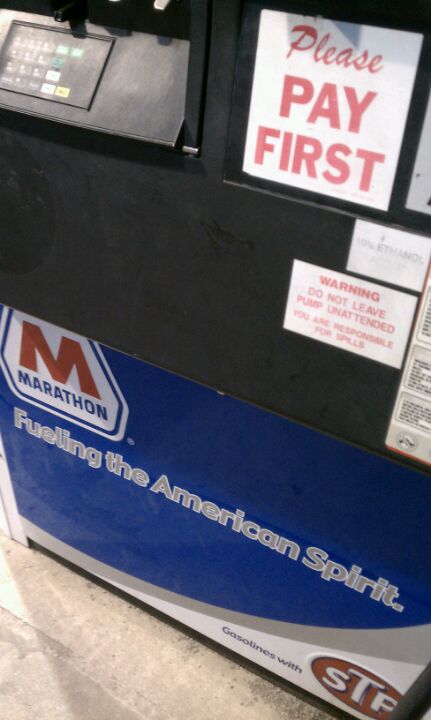 Please
PAY
FIRST
10% ETHANOL
WARNING
DO NOT LEAVE
PUMP UNATTENDED
YOU ARE RESPONSIBLE
FOR SPILLS
M
MARATHON
®
Fueling the American Spirit.
Gasolines with
STP